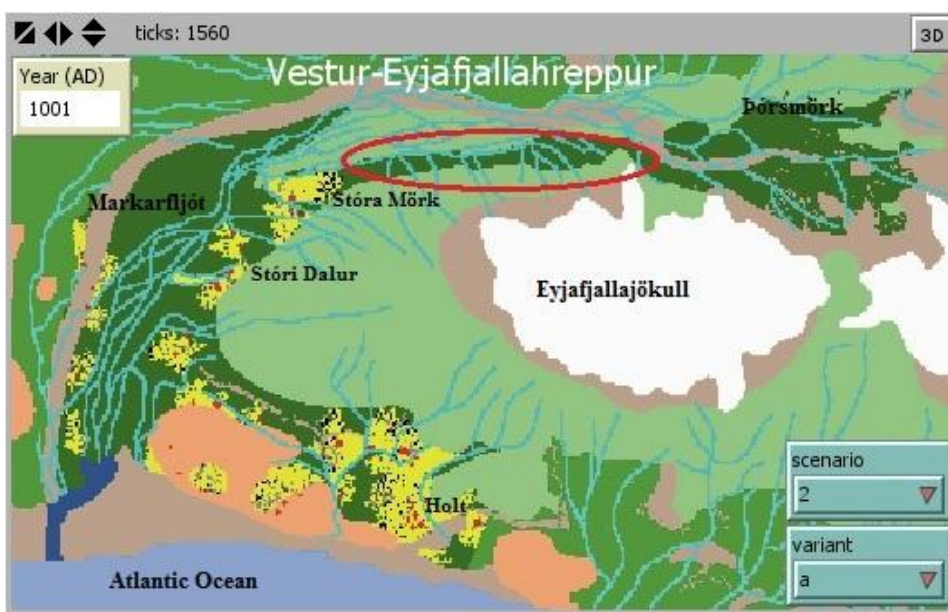 ticks: 1560
3D
Year (AD)
1001
Vestur-Eyjafjallahreppur
Þórsmörk
Markarfljót
Stóra Mörk
Stóri Dalur
Eyjafjallajökull
scenario
2
Holt
variant
a
Atlantic Ocean